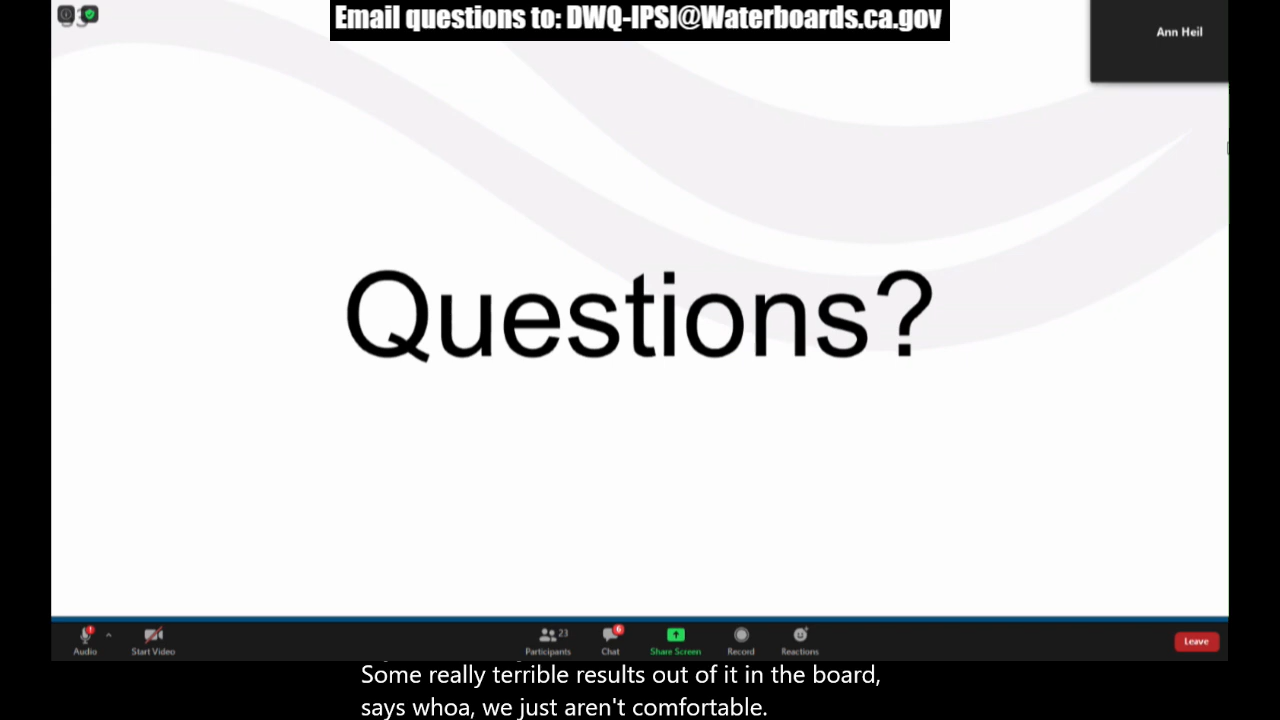 Email questions to: DWQ-IPSI@Waterboards.ca.gov
Ann Heil
Questions?
Audio
Start Video
23
Participants
6
Chat
Share Screen
Record
Reactions
Leave
Some really terrible results out of it in the board,
says whoa, we just aren't comfortable.